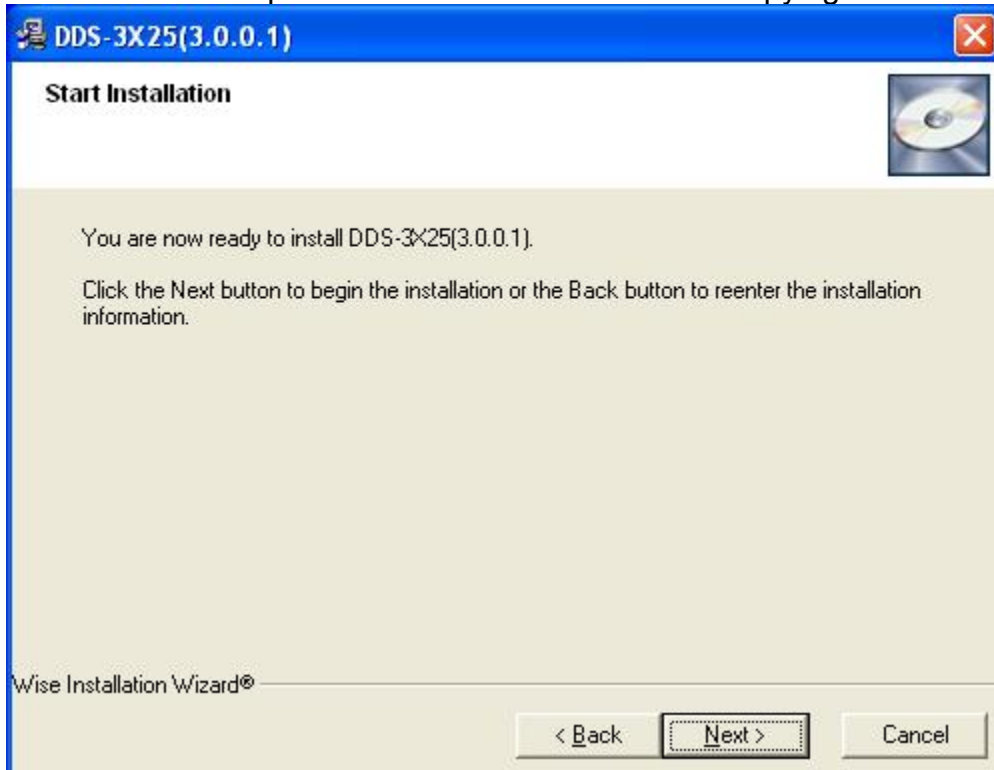 DDS-3X25(3.0.0.1)
Start Installation
You are now ready to install DDS-3X25(3.0.0.1).
Click the Next button to begin the installation or the Back button to reenter the installation
information.
Wise Installation Wizard®
< Back Next > Cancel